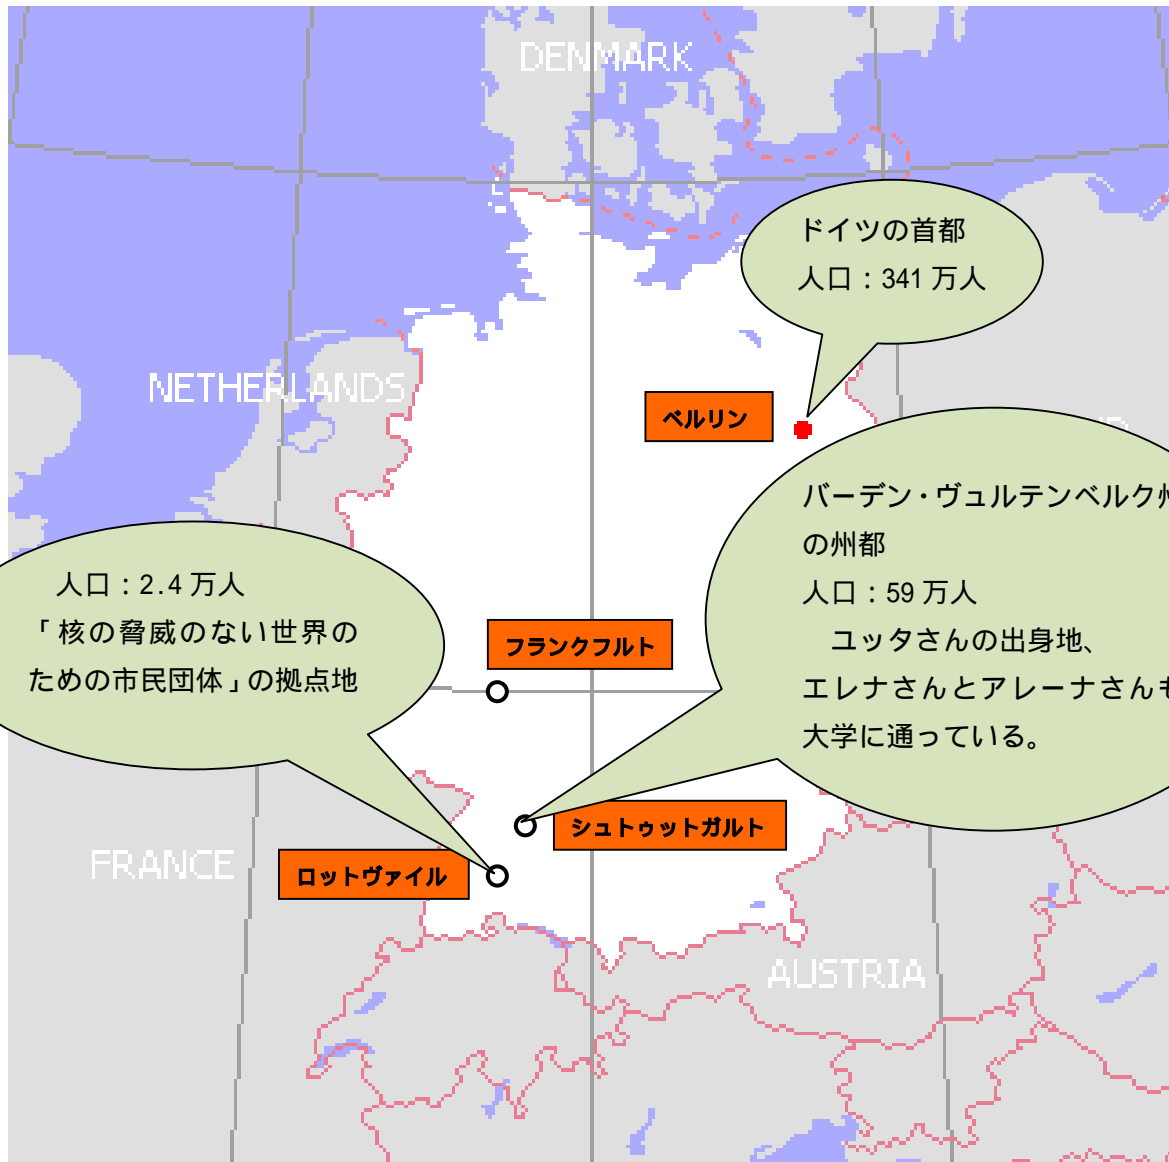 DENMARK
ドイツの首都
人口：341 万人
NETHERLANDS
ベルリン
バーデン・ヴュルテンベルク州
の州都
人口：59 万人
ユッタさんの出身地、
エレナさんとアレーナさんも
大学に通っている。
人口：2.4 万人
「核の脅威のない世界の
ための市民団体」の拠点地
フランクフルト
シュトゥットガルト
FRANCE
ロットヴァイル
AUSTRIA